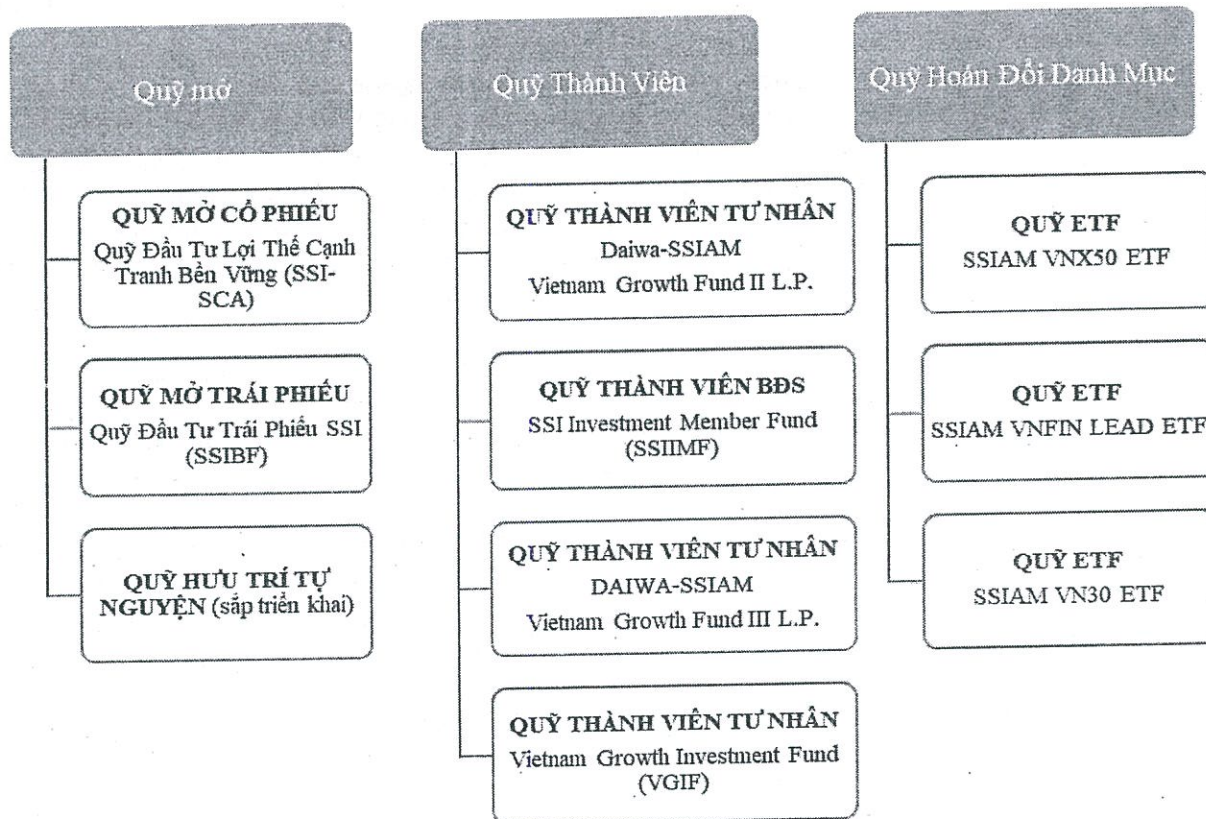 Quỹ mở
QUỸ MỞ CỔ PHIẾU
Quỹ Đầu Tư Lợi Thế Cạnh
Tranh Bền Vững (SSI-
SCA)
QUỸ MỞ TRÁI PHIẾU
Quỹ Đầu Tư Trái Phiếu SSI
(SSIBF)
QUỸ HƯU TRÍ TỰ
NGUYỆN (sắp triển khai)
Quỹ Thành Viên
QUỸ THÀNH VIÊN TƯ NHÂN
Daiwa-SSIAM
Vietnam Growth Fund II L.P.
QUỸ THÀNH VIÊN BĐS
SSI Investment Member Fund
(SSIIMF)
QUỸ THÀNH VIÊN TƯ NHÂN
DAIWA-SSIAM
Vietnam Growth Fund III L.P.
QUỸ THÀNH VIÊN TƯ NHÂN
Vietnam Growth Investment Fund
(VGIF)
Quỹ Hoán Đổi Danh Mục
QUỸ ETF
SSIAM VNX50 ETF
QUỸ ETF
SSIAM VNFIN LEAD ETF
QUỸ ETF
SSIAM VN30 ETF